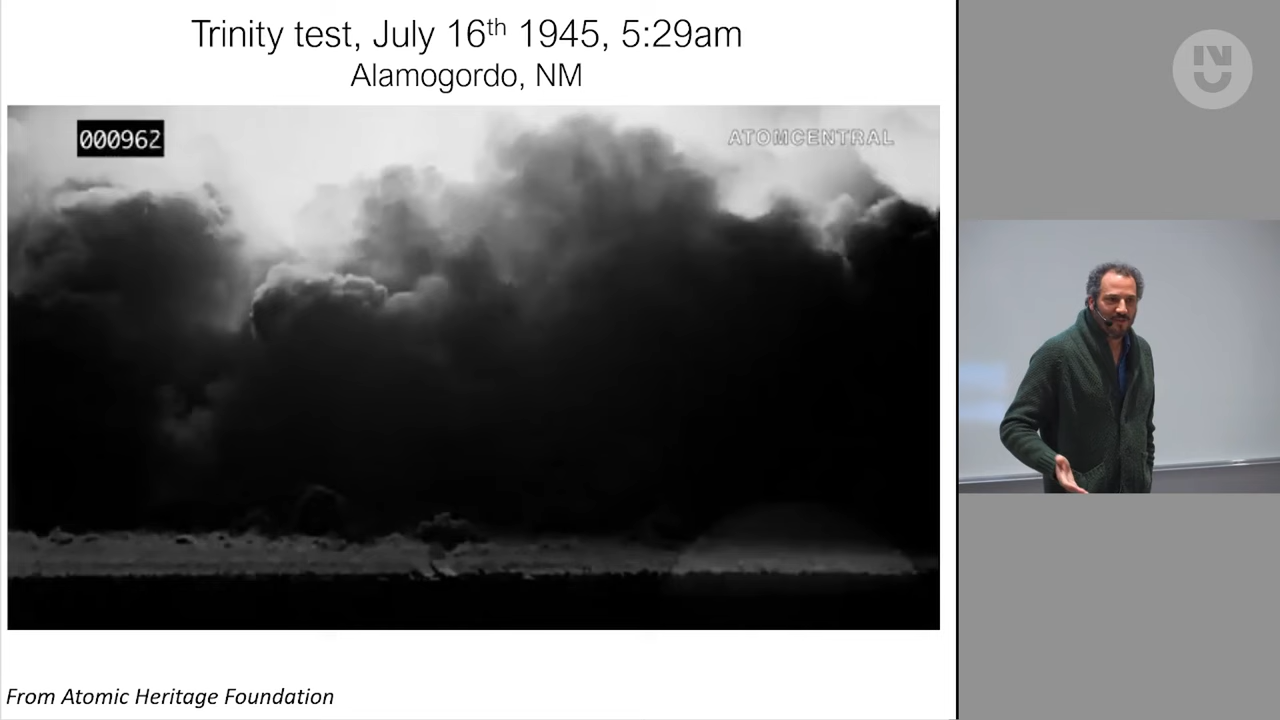 Trinity test, July 16th 1945, 5:29am
Alamogordo, NM
000962
ATOMCENTRAL
From Atomic Heritage Foundation